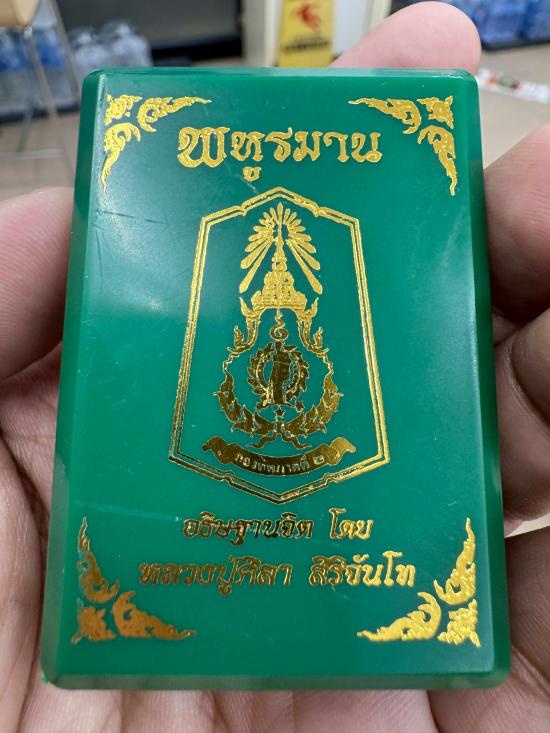 พหูรมาน
กองทัพภาคที่ ๒
อธิษฐานจิต โดย
หลวงปู่ศิลา สิริจันโท